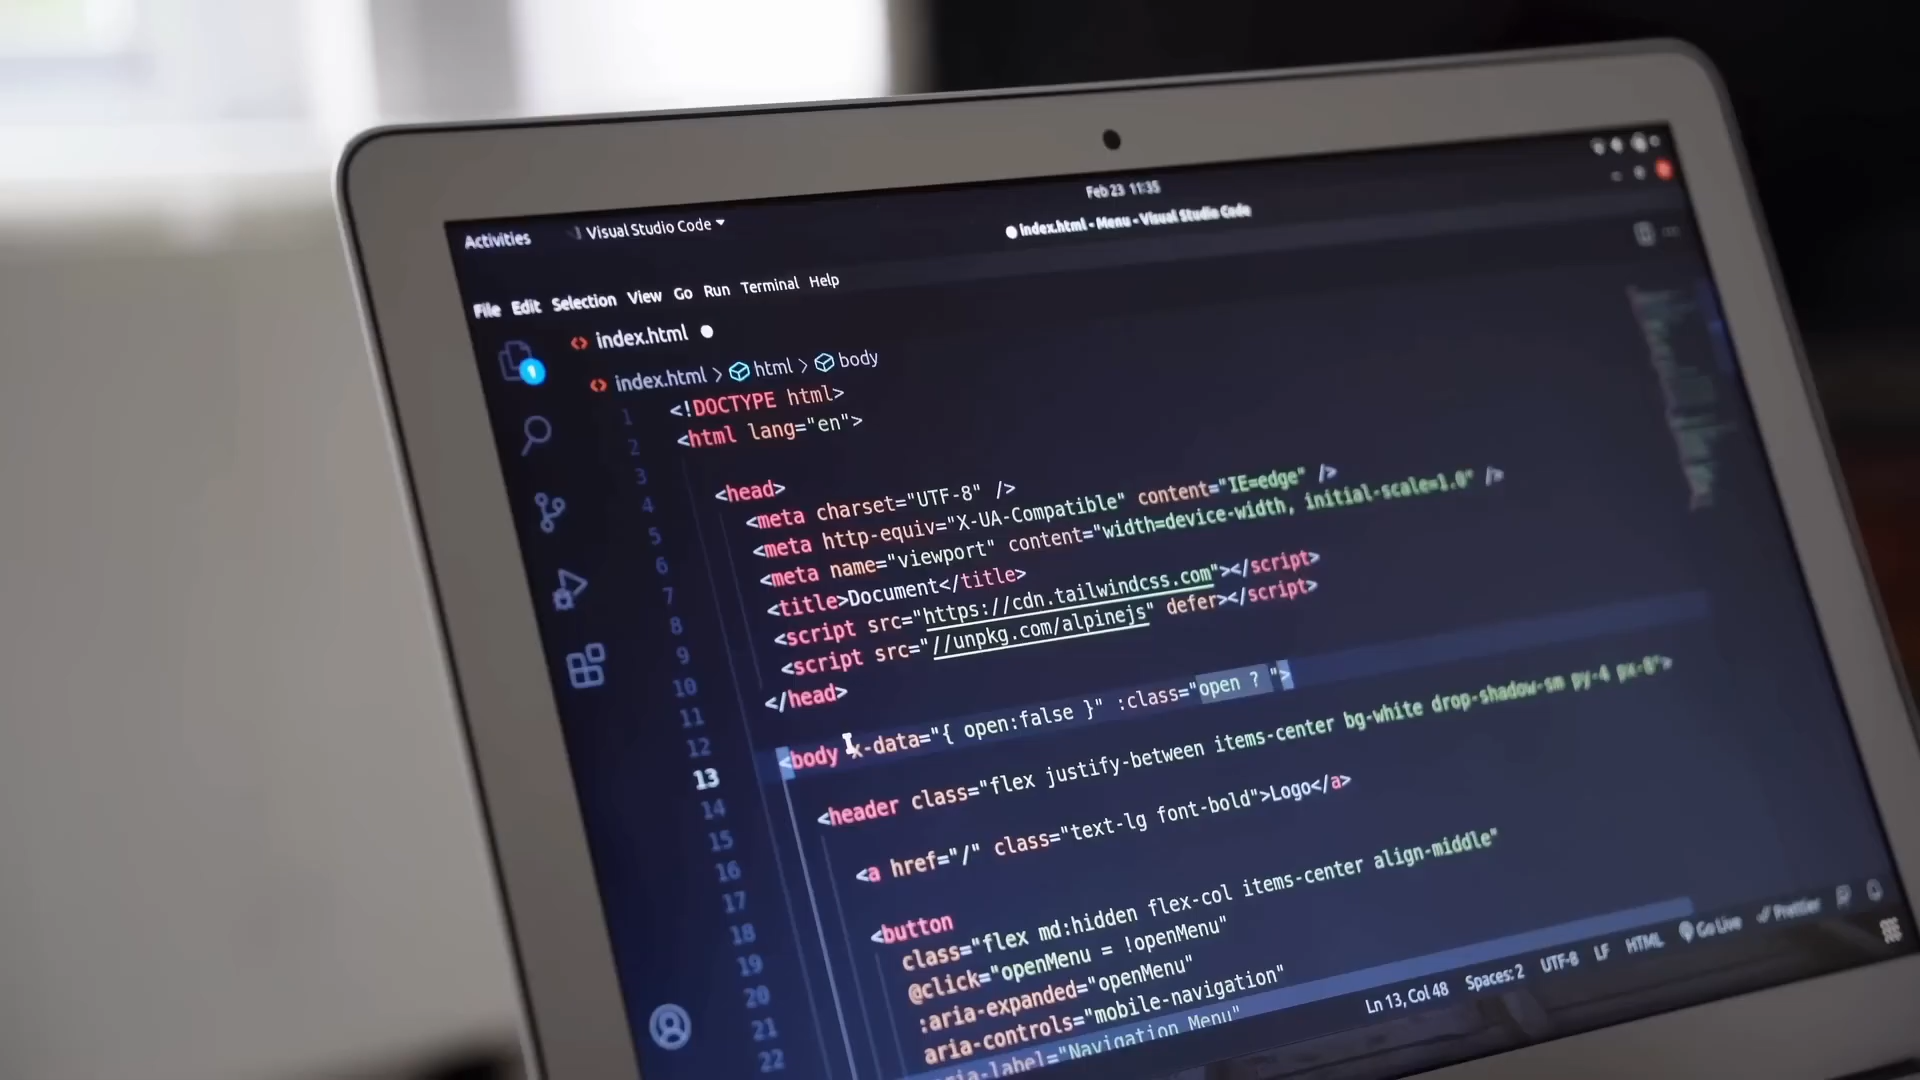 Feb 23 11:35
Activities
Visual Studio Code
index.html - Menu - Visual Studio Code
File Edit Selection View Go Run Terminal Help
index.html
1
index.html > html > body
1 <!DOCTYPE html>
2 <html lang="en">
3
4 <head>
5 <meta charset="UTF-8" />
6 <meta http-equiv="X-UA-Compatible" content="IE=edge" />
7 <meta name="viewport" content="width=device-width, initial-scale=1.0" />
8 <title>Document</title>
9 <script src="https://cdn.tailwindcss.com"></script>
10 <script src="//unpkg.com/alpinejs" defer></script>
11 </head>
12
13 <body x-data="{ open:false }" :class="open ? ">
14
15 <header class="flex justify-between items-center bg-white drop-shadow-sm py-4 px-8">
16
17 <a href="/" class="text-lg font-bold">Logo</a>
18
19 <button
20 class="flex md:hidden flex-col items-center align-middle"
21 @click="openMenu = !openMenu"
22 :aria-expanded="openMenu"
aria-controls="mobile-navigation"
aria-label="Navigation Menu"
Ln 13, Col 48 Spaces: 2 UTF-8 LF HTML Go Live Prettier